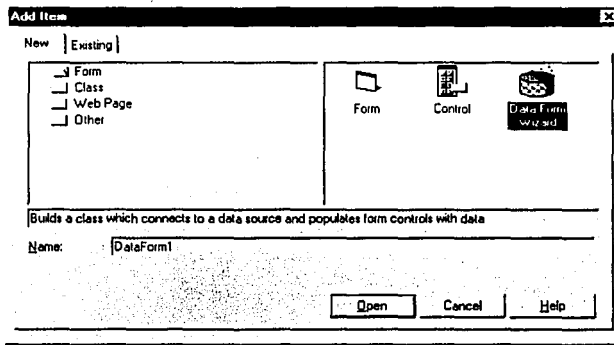 Add Item
New Existing
Form
Class
Web Page
Other
Form Control Data Form Wizard
Builds a class which connects to a data source and populates form controls with data
Name: DataForm1
Open Cancel Help